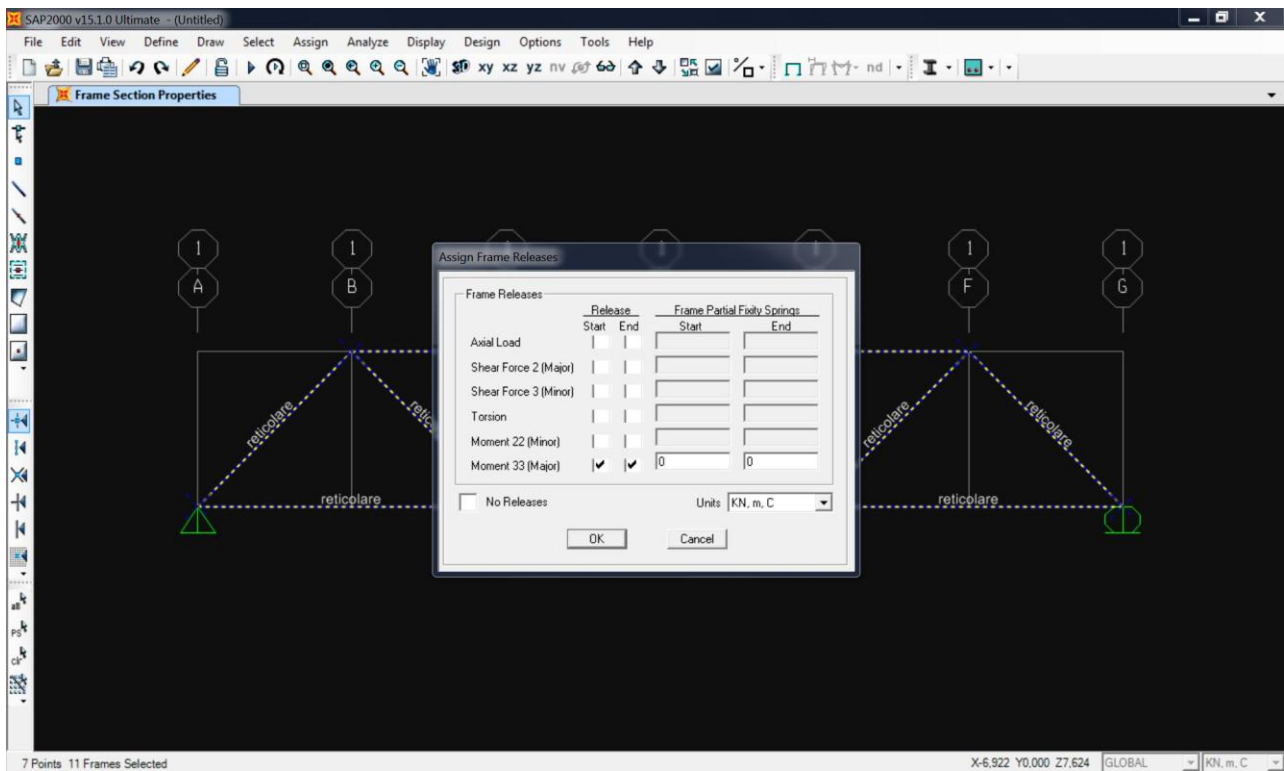 SAP2000 v15.1.0 Ultimate - (Untitled)
File Edit View Define Draw Select Assign Analyze Display Design Options Tools Help
3D xy xz yz nv nd
Frame Section Properties
1 1 1 1
A B F G
Assign Frame Releases
Frame Releases
Release Frame Partial Fixity Springs
Start End Start End
Axial Load
Shear Force 2 (Major)
Shear Force 3 (Minor)
Torsion
Moment 22 (Minor)
Moment 33 (Major) 0 0
No Releases Units KN, m, C
OK Cancel
reticolare reticolare reticolare
reticolare reticolare
all
PS
clr
7 Points 11 Frames Selected X-6,922 Y0,000 Z7,624 GLOBAL KN, m, C